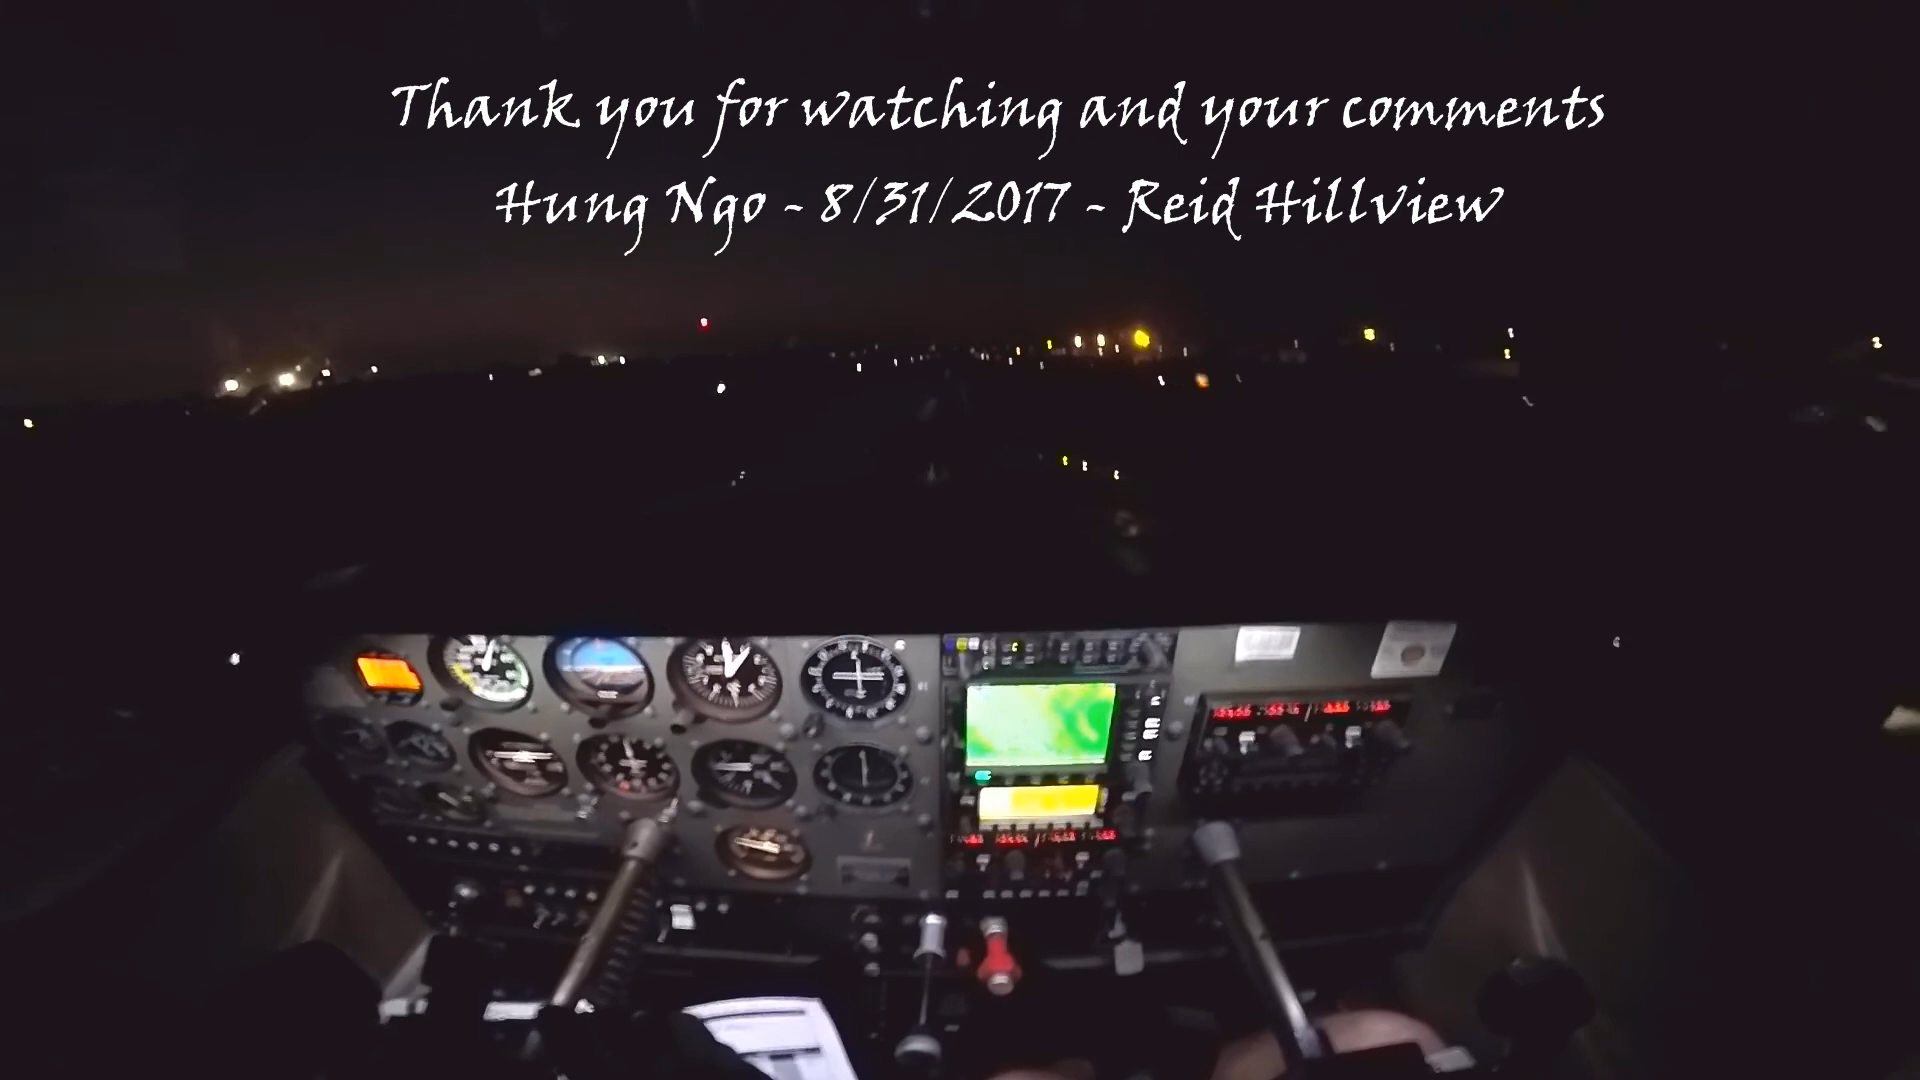 Thank you for watching and your comments
Hung Ngo - 8/31/2017 - Reid Hillview